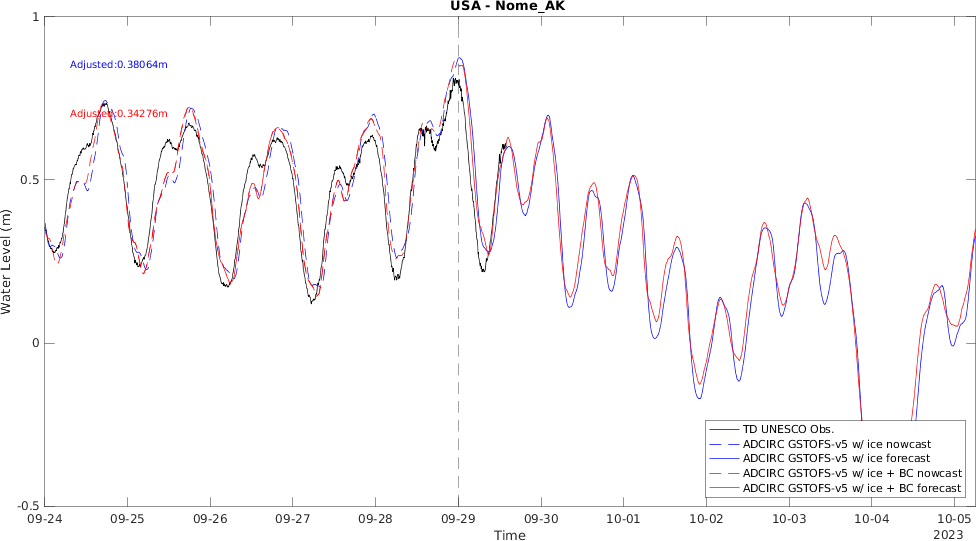 USA - Nome_AK
1
Adjusted:0.38064m
Adjusted:0.34276m
0.5
Water Level (m)
0
TD UNESCO Obs.
ADCIRC GSTOFS-v5 w/ ice nowcast
ADCIRC GSTOFS-v5 w/ ice forecast
ADCIRC GSTOFS-v5 w/ ice + BC nowcast
ADCIRC GSTOFS-v5 w/ ice + BC forecast
-0.5
09-24 09-25 09-26 09-27 09-28 09-29 09-30 10-01 10-02 10-03 10-04 10-05
Time
2023